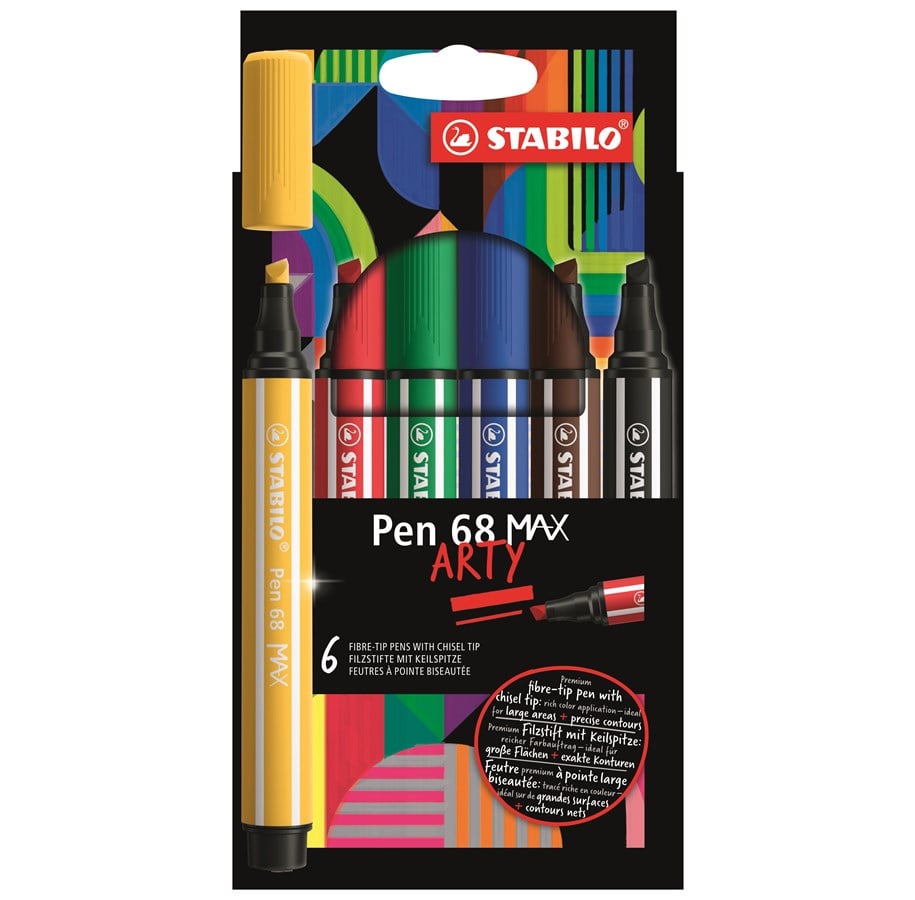 STABILO®
STABILO® Pen 68 MAX
STABILO
STABILO
STABILO
STABILO
STABILO
Pen 68 MAX
ARTY
6 FIBRE-TIP PENS WITH CHISEL TIP
FILZSTIFTE MIT KEILSPITZE
FEUTRES À POINTE BISEAUTÉE
Premium
fibre-tip pen with
chisel tip: rich color application – ideal
for large areas + precise contours
Premium Filzstift mit Keilspitze:
reicher Farbauftrag – ideal für
große Flächen + exakte Konturen
Feutre premium à pointe large
biseautée: tracé riche en couleur –
idéal sur de grandes surfaces
+ contours nets